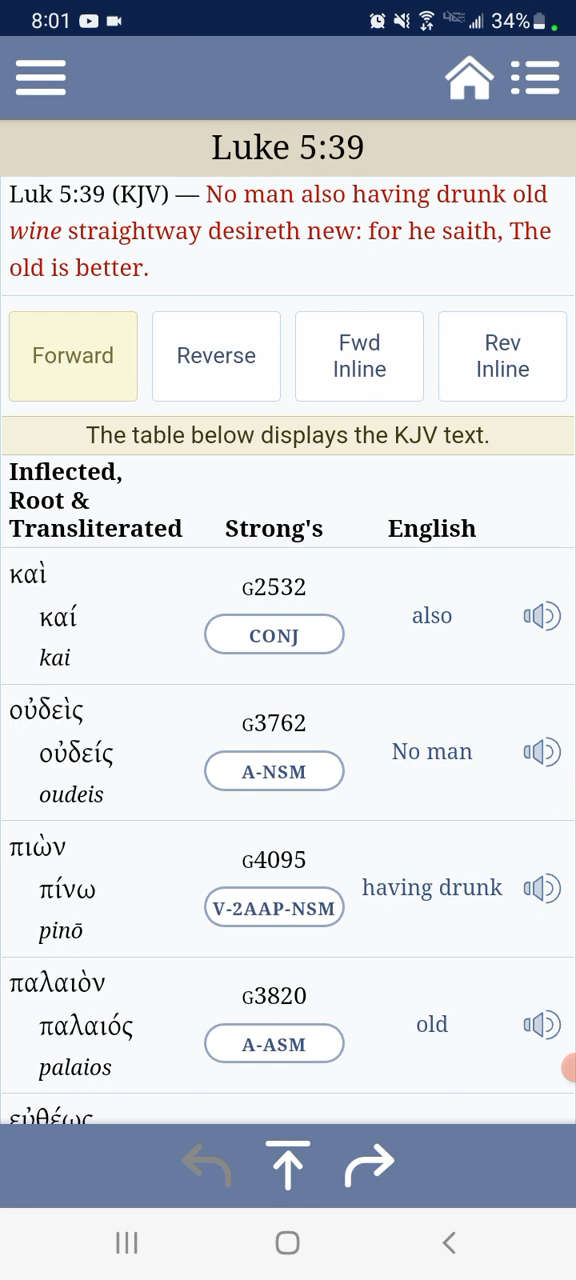 8:01 34%
Luke 5:39
Luk 5:39 (KJV) — No man also having drunk old
wine straightway desireth new: for he saith, The
old is better.
Forward
Reverse
Fwd
Inline
Rev
Inline
The table below displays the KJV text.
Inflected,
Root &
Transliterated Strong's English
καὶ
καί
kai
G2532
CONJ
also
οὐδεὶς
οὐδείς
oudeis
G3762
A-NSM
No man
πιὼν
πίνω
pinō
G4095
V-2AAP-NSM
having drunk
παλαιὸν
παλαιός
palaios
G3820
A-ASM
old
εὐθέως